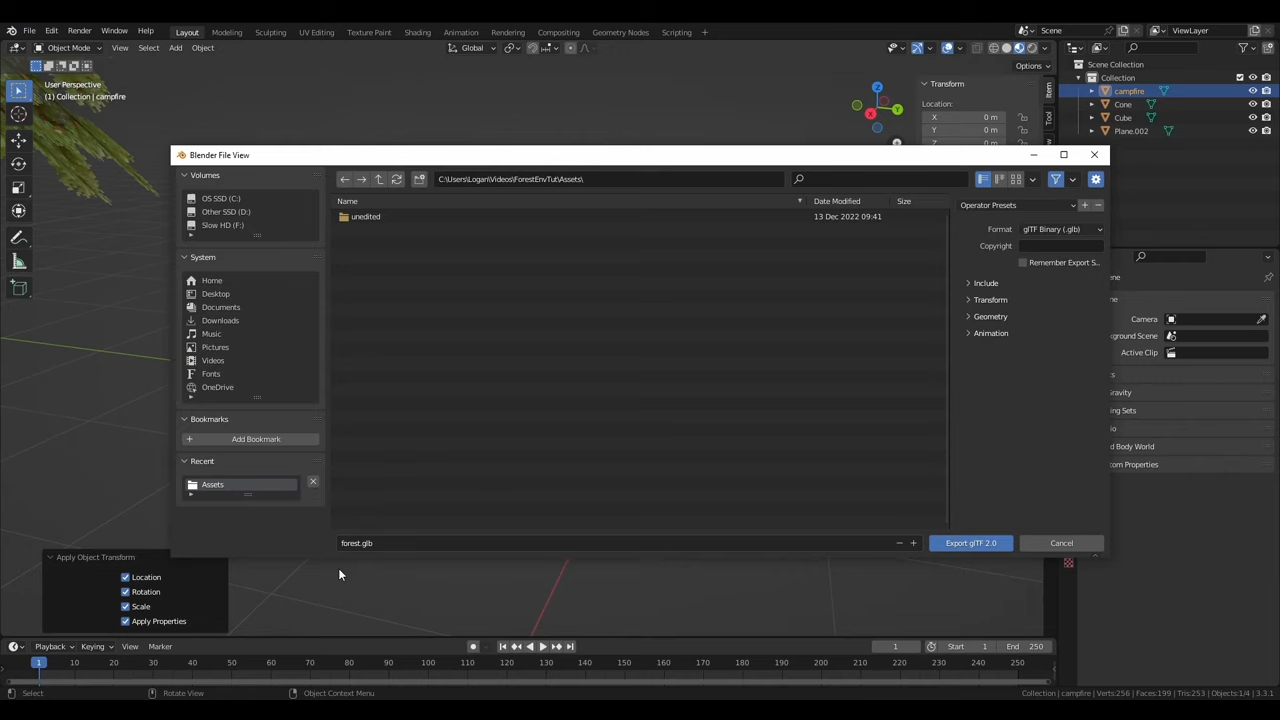 File Edit Render Window Help Layout Modeling Sculpting UV Editing Texture Paint Shading Animation Rendering Compositing Geometry Nodes Scripting Scene ViewLayer
Object Mode View Select Add Object Global
Options
User Perspective
(1) Collection | campfire
Z
Y
X
Transform
Location:
X 0 m
Y 0 m
Z 0 m
Item
Tool
Scene Collection
Collection
campfire
Cone
Cube
Plane.002
Blender File View
Volumes
OS SSD (C:)
Other SSD (D:)
Slow HD (F:)
System
Home
Desktop
Documents
Downloads
Music
Pictures
Videos
Fonts
OneDrive
Bookmarks
Add Bookmark
Recent
Assets
C:\Users\Logan\Videos\ForestEnvTut\Assets\
Name Date Modified Size
unedited 13 Dec 2022 09:41
forest.glb
Operator Presets
Format glTF Binary (.glb)
Copyright
Remember Export S...
Include
Transform
Geometry
Animation
Export glTF 2.0 Cancel
Camera
ground Scene
Active Clip
Gravity
ing Sets
io
d Body World
om Properties
Apply Object Transform
Location
Rotation
Scale
Apply Properties
Playback Keying View Marker 1 Start 1 End 250
1 10 20 30 40 50 60 70 80 90 100 110 120 130 140 150 160 170 180 190 200 210 220 230 240 250
Select Rotate View Object Context Menu Collection | campfire | Verts:256 | Faces:199 | Tris:253 | Objects:1/4 | 3.3.1